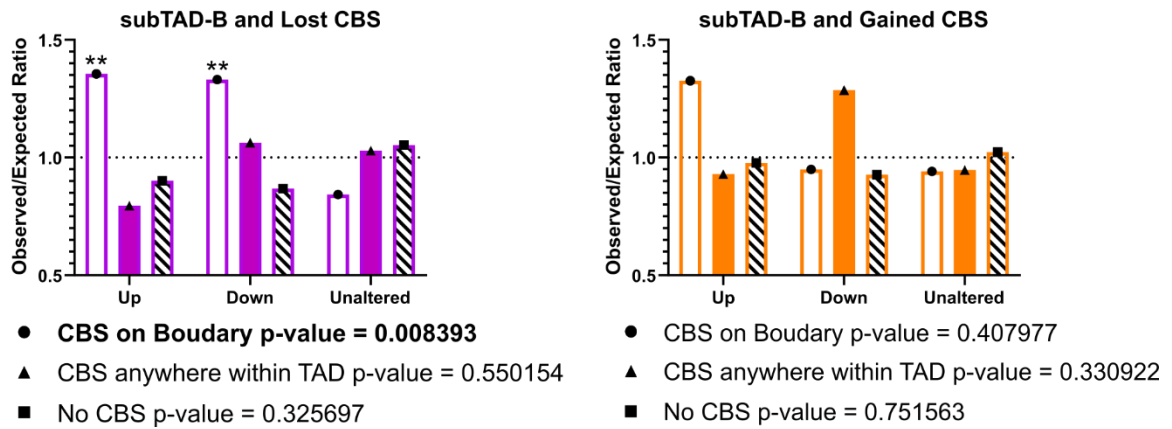 subTAD-B and Lost CBS
Observed/Expected Ratio
1.5
1.0
0.5
**
**
Up
Down
Unaltered
CBS on Boudary p-value = 0.008393
CBS anywhere within TAD p-value = 0.550154
No CBS p-value = 0.325697
subTAD-B and Gained CBS
Observed/Expected Ratio
1.5
1.0
0.5
Up
Down
Unaltered
CBS on Boudary p-value = 0.407977
CBS anywhere within TAD p-value = 0.330922
No CBS p-value = 0.751563